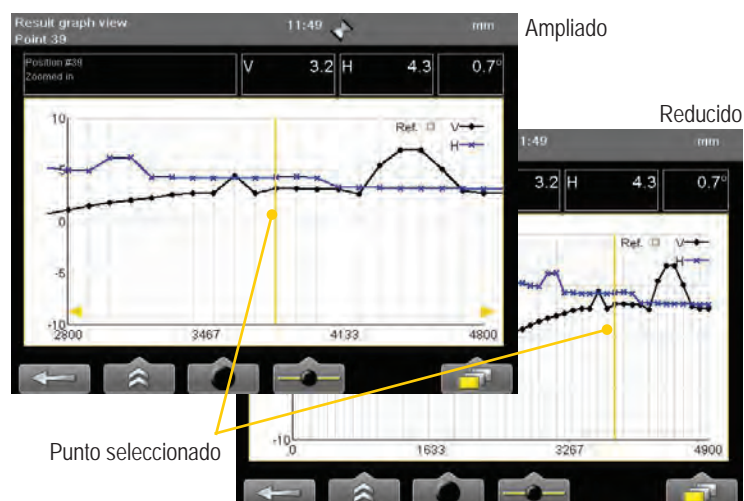 Result graph view 11:49 mm
Point 39
Ampliado
Position #39
Zoomed in
V 3.2 H 4.3 0.7°
10
Ref. V
H
5
0
-5
-10
2800 3467 4133 4800
Reducido
1:49 mm
3.2 H 4.3 0.7°
Ref. V
H
-10
0 1633 3267 4900
Punto seleccionado